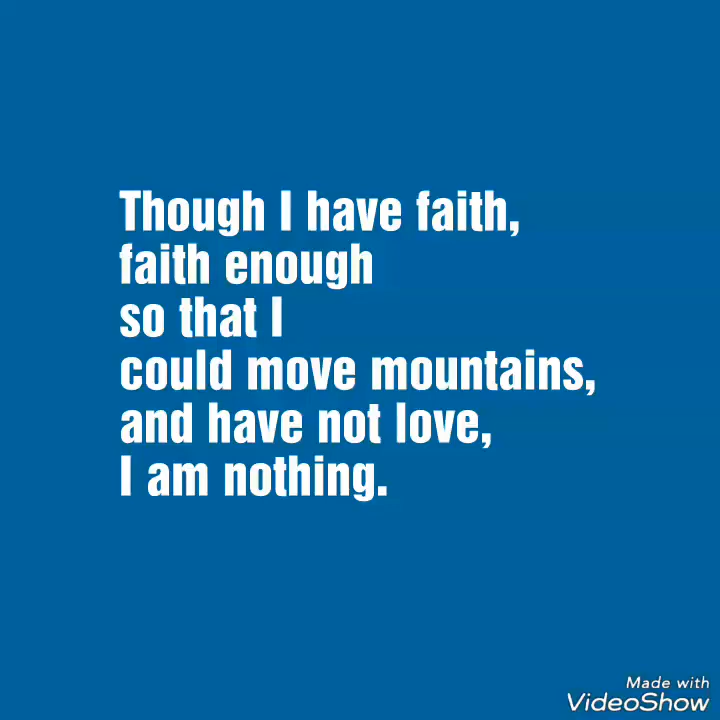 Though I have faith,
faith enough
so that I
could move mountains,
and have not love,
I am nothing.
Made with
VideoShow